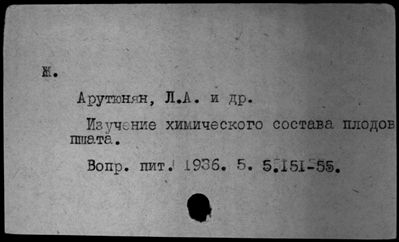 Ж.
Арутюнян, Л.А. и др.
Изучение химического состава плодов
пшата.
Вопр. пит. 1936. 5. 5.151-55.